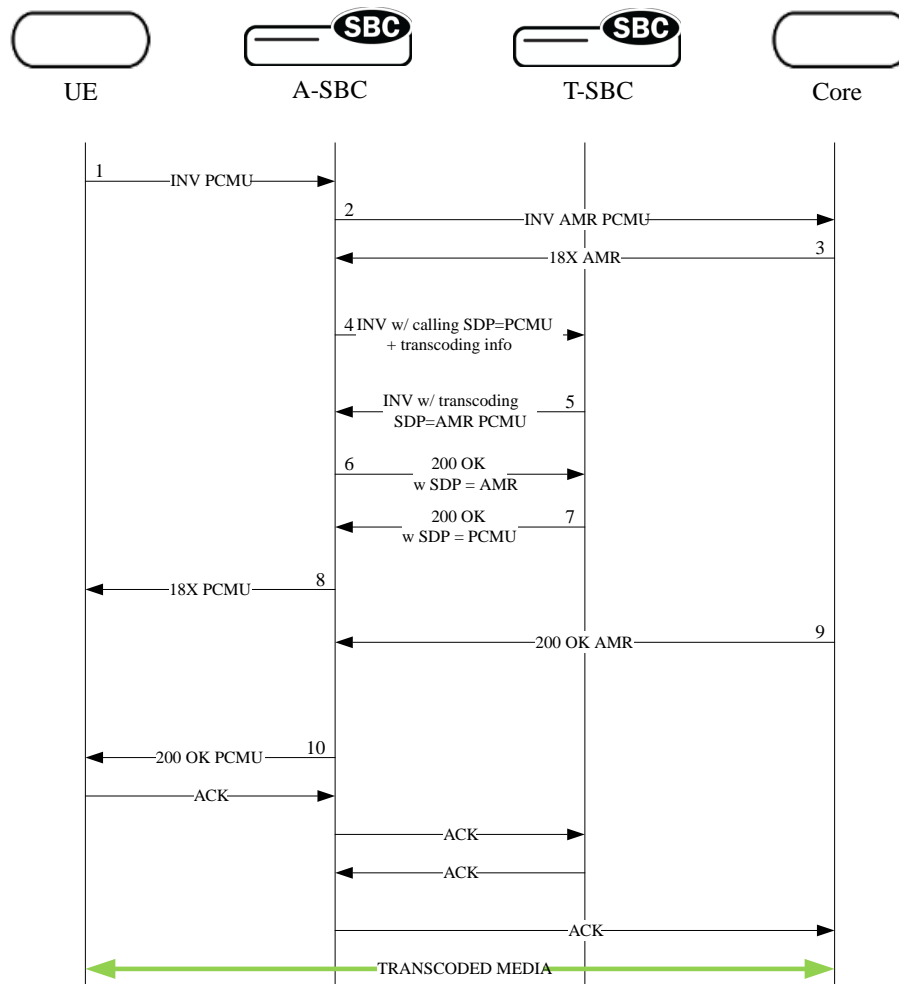 SBC
SBC
UE
A-SBC
T-SBC
Core
1
INV PCMU
2
INV AMR PCMU
3
18X AMR
4
INV w/ calling SDP=PCMU
+ transcoding info
INV w/ transcoding
5
SDP=AMR PCMU
6
200 OK
w SDP = AMR
200 OK
7
w SDP = PCMU
8
18X PCMU
9
200 OK AMR
10
200 OK PCMU
ACK
ACK
ACK
ACK
TRANSCODED MEDIA